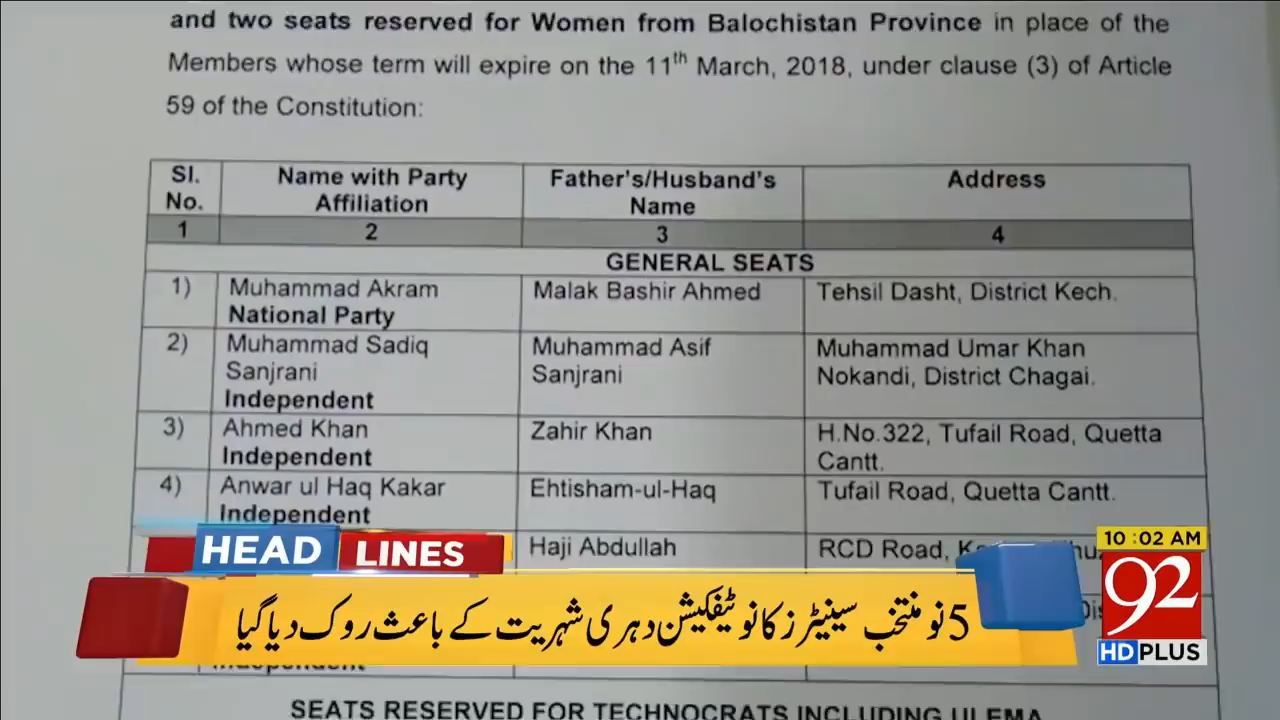 and two seats reserved for Women from Balochistan Province in place of the
Members whose term will expire on the 11th March, 2018, under clause (3) of Article
59 of the Constitution:
Sl. No. Name with Party Affiliation Father's/Husband's Name Address
1 2 3 4
GENERAL SEATS
1) Muhammad Akram Malak Bashir Ahmed Tehsil Dasht, District Kech.
National Party
2) Muhammad Sadiq Muhammad Asif Muhammad Umar Khan
Sanjrani Sanjrani Nokandi, District Chagai.
Independent
3) Ahmed Khan Zahir Khan H.No.322, Tufail Road, Quetta
Independent Cantt.
4) Anwar ul Haq Kakar Ehtisham-ul-Haq Tufail Road, Quetta Cantt.
Independent
Haji Abdullah RCD Road,
HEAD LINES
5 نو منتخب سینیٹرز کا نوٹیفکیشن دہری شہریت کے باعث روک دیا گیا
10:02 AM
92
HD PLUS
Independent
SEATS RESERVED FOR TECHNOCRATS INCLUDING ULEMA